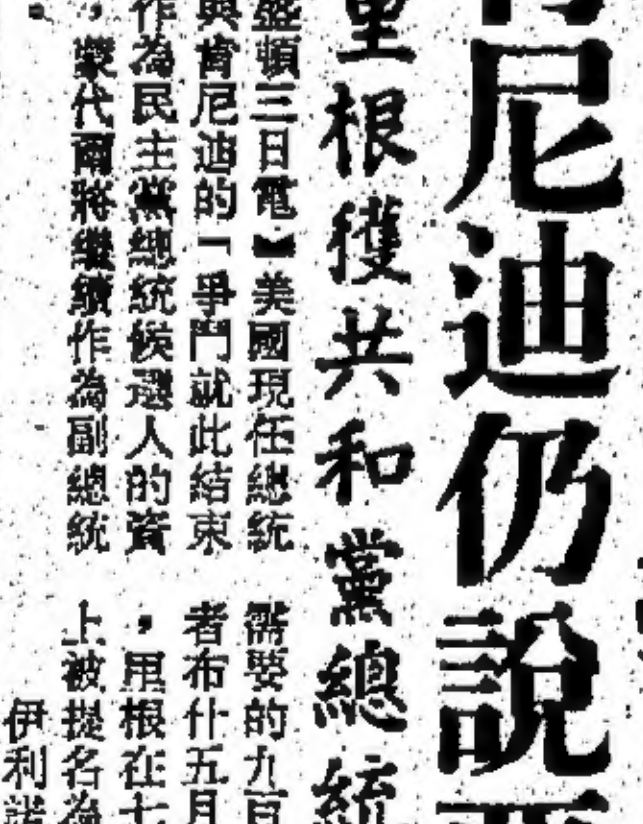 尼迪仍說
里根獲共和黨總統
盛頓三日電】美國現任總統
與肯尼迪的「爭鬥就此結束
作為民主黨總統候選人的資
，蒙代爾將繼續作為副總統
需要的九百
者布什五月
，里根在七
上被提名為
伊利諾